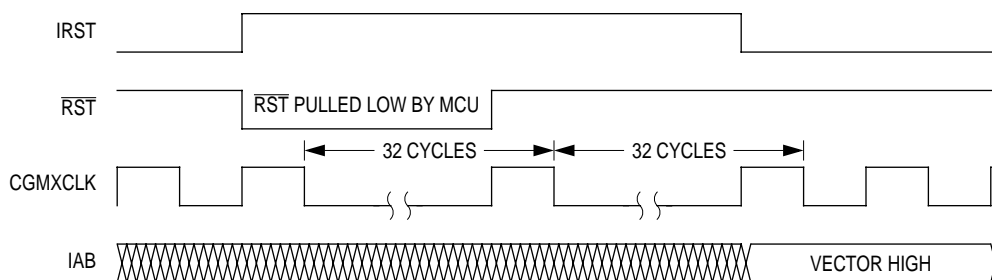 IRST
RST
RST PULLED LOW BY MCU
32 CYCLES
32 CYCLES
CGMXCLK
IAB
VECTOR HIGH